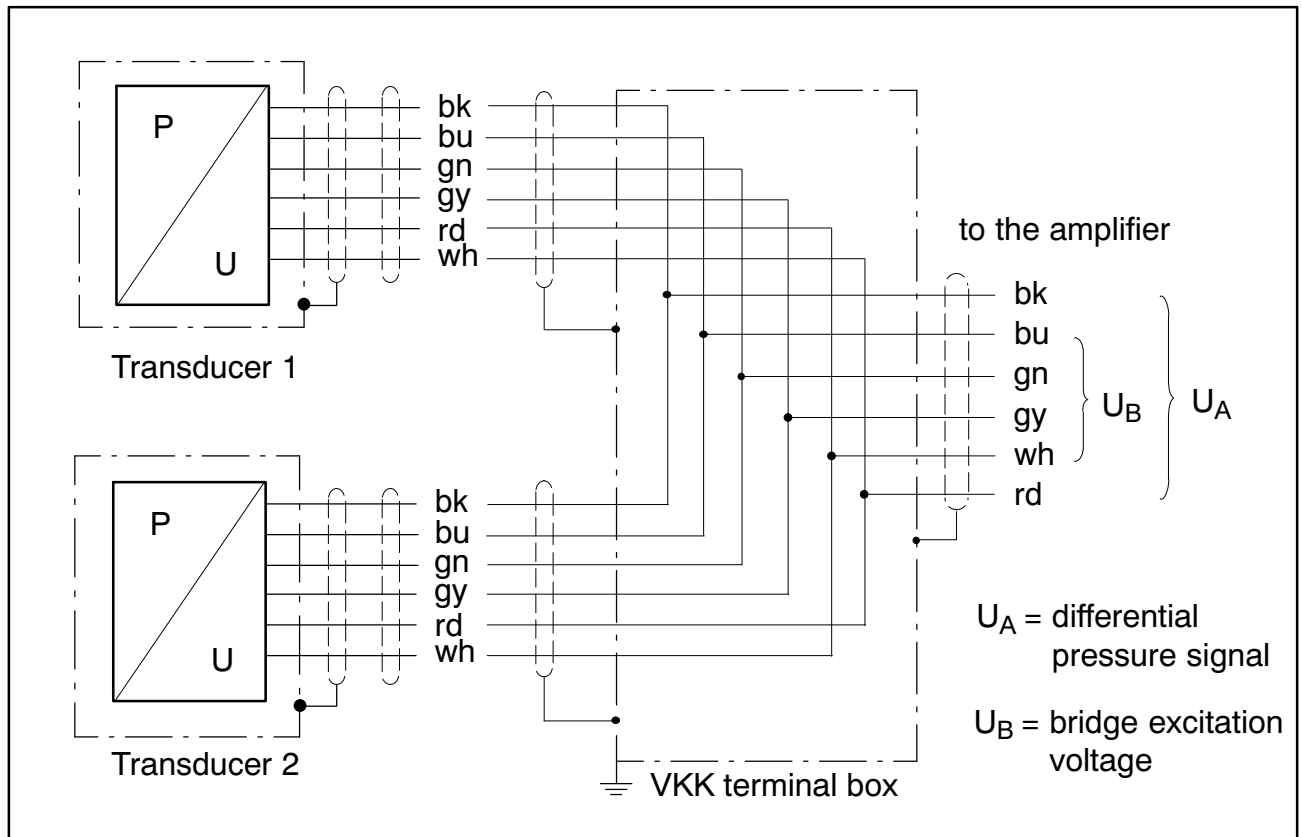 P
U
bk
bu
gn
gy
rd
wh
Transducer 1
to the amplifier
bk
bu
gn
gy
wh
rd
U_B
U_A
P
U
bk
bu
gn
gy
rd
wh
Transducer 2
U_A = differential
pressure signal
U_B = bridge excitation
voltage
VKK terminal box